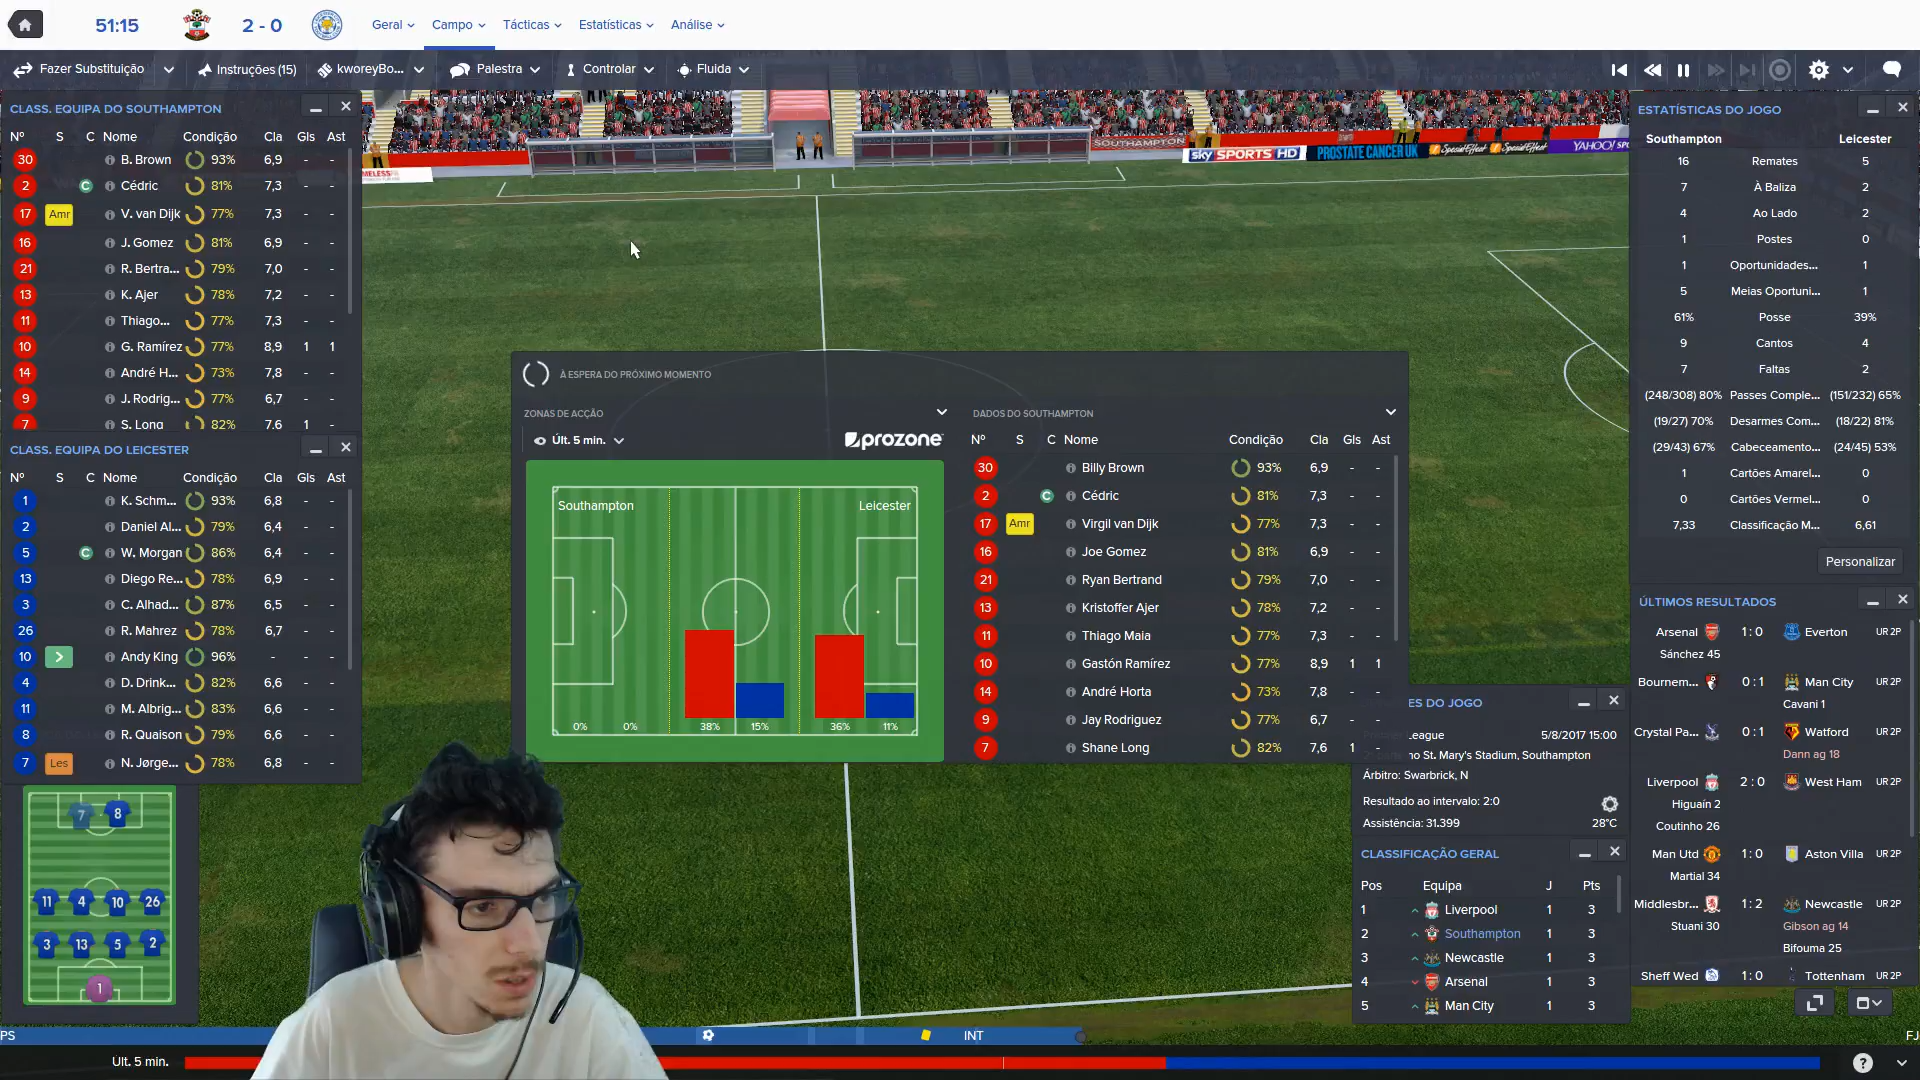 51:15 2 - 0 Geral Campo Tácticas Estatísticas Análise
Fazer Substituição Instruções (15) kworeyBo... Palestra Controlar Fluida
CLASS. EQUIPA DO SOUTHAMPTON
Nº S C Nome Condição Cla Gls Ast
30 B. Brown 93% 6,9 - -
2 C Cédric 81% 7,3 - -
17 Amr V. van Dijk 77% 7,3 - -
16 J. Gomez 81% 6,9 - -
21 R. Bertra... 79% 7,0 - -
13 K. Ajer 78% 7,2 - -
11 Thiago... 77% 7,3 - -
10 G. Ramírez 77% 8,9 1 1
14 André H... 73% 7,8 - -
9 J. Rodrig... 77% 6,7 - -
7 S. Long 82% 7,6 1 -
CLASS. EQUIPA DO LEICESTER
Nº S C Nome Condição Cla Gls Ast
1 K. Schm... 93% 6,8 - -
2 Daniel Al... 79% 6,4 - -
5 C W. Morgan 86% 6,4 - -
13 Diego Re... 78% 6,9 - -
3 C. Alhad... 87% 6,5 - -
26 R. Mahrez 78% 6,7 - -
10 Andy King 96% - - -
4 D. Drink... 82% 6,6 - -
11 M. Albrig... 83% 6,6 - -
8 R. Quaison 79% 6,6 - -
7 Les N. Jørge... 78% 6,8 - -
7 8
11 4 10 26
3 13 5 2
1
SOUTHAMPTON
sky SPORTS HD
PROSTATE CANCER UK
SpecialEffect
SpecialEffect
YAHOO! SP
À ESPERA DO PRÓXIMO MOMENTO
ZONAS DE ACÇÃO
Últ. 5 min. prozone
Southampton Leicester
0% 0% 38% 15% 36% 11%
DADOS DO SOUTHAMPTON
Nº S C Nome Condição Cla Gls Ast
30 Billy Brown 93% 6,9 - -
2 C Cédric 81% 7,3 - -
17 Amr Virgil van Dijk 77% 7,3 - -
16 Joe Gomez 81% 6,9 - -
21 Ryan Bertrand 79% 7,0 - -
13 Kristoffer Ajer 78% 7,2 - -
11 Thiago Maia 77% 7,3 - -
10 Gastón Ramírez 77% 8,9 1 1
14 André Horta 73% 7,8 - -
9 Jay Rodriguez 77% 6,7 - -
7 Shane Long 82% 7,6 1 -
ESTATÍSTICAS DO JOGO
Southampton Leicester
16 Remates 5
7 À Baliza 2
4 Ao Lado 2
1 Postes 0
1 Oportunidades... 1
5 Meias Oportuni... 1
61% Posse 39%
9 Cantos 4
7 Faltas 2
(248/308) 80% Passes Comple... (151/232) 65%
(19/27) 70% Desarmes Com... (18/22) 81%
(29/43) 67% Cabeceamento... (24/45) 53%
1 Cartões Amarel... 0
0 Cartões Vermel... 0
7,33 Classificação M... 6,61
Personalizar
ÚLTIMOS RESULTADOS
Arsenal 1:0 Everton UR 2P
Sánchez 45
Bournem... 0:1 Man City UR 2P
Cavani 1
Crystal Pa... 0:1 Watford UR 2P
Dann ag 18
Liverpool 2:0 West Ham UR 2P
Higuaín 2
Coutinho 26
Man Utd 1:0 Aston Villa UR 2P
Martial 34
Middlesbr... 1:2 Newcastle UR 2P
Stuani 30 Gibson ag 14
Bifouma 25
Sheff Wed 1:0 Tottenham UR 2P
ES DO JOGO
League 5/8/2017 15:00
no St. Mary's Stadium, Southampton
Árbitro: Swarbrick, N
Resultado ao intervalo: 2:0
Assistência: 31.399 28°C
CLASSIFICAÇÃO GERAL
Pos Equipa J Pts
1 Liverpool 1 3
2 Southampton 1 3
3 Newcastle 1 3
4 Arsenal 1 3
5 Man City 1 3
PS INT FJ
Últ. 5 min. ?